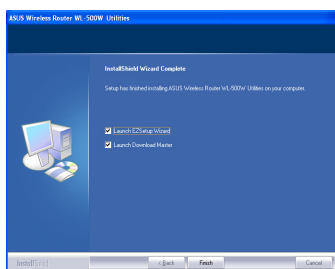 ASUS Wireless Router WL-500W Utilities
InstallShield Wizard Complete
Setup has finished installing ASUS Wireless Router WL-500W Utilities on your computer.
Launch EZSetup Wizard
Launch Download Master
InstallShield
< Back
Finish
Cancel